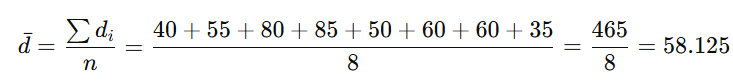 d̄ = ∑ dᵢ / n = 40 + 55 + 80 + 85 + 50 + 60 + 60 + 35 / 8 = 465 / 8 = 58.125